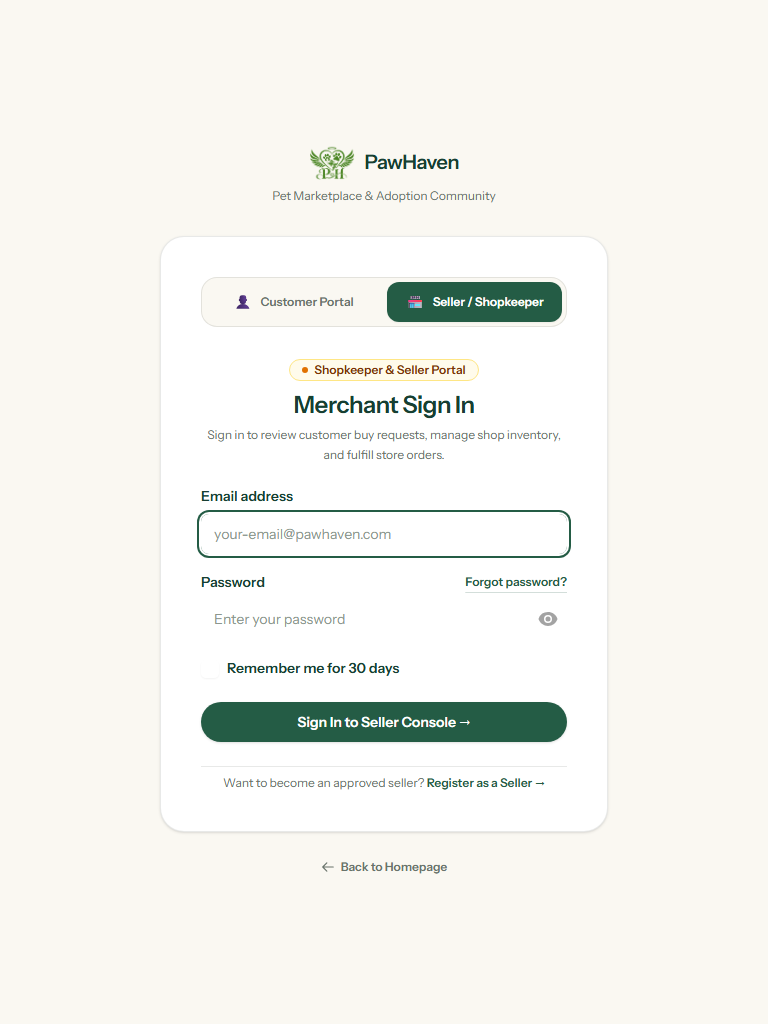 PH
PawHaven
Pet Marketplace & Adoption Community
Customer Portal
Seller / Shopkeeper
Shopkeeper & Seller Portal
Merchant Sign In
Sign in to review customer buy requests, manage shop inventory,
and fulfill store orders.
Email address
your-email@pawhaven.com
Password
Forgot password?
Enter your password
Remember me for 30 days
Sign In to Seller Console →
Want to become an approved seller? Register as a Seller →
← Back to Homepage